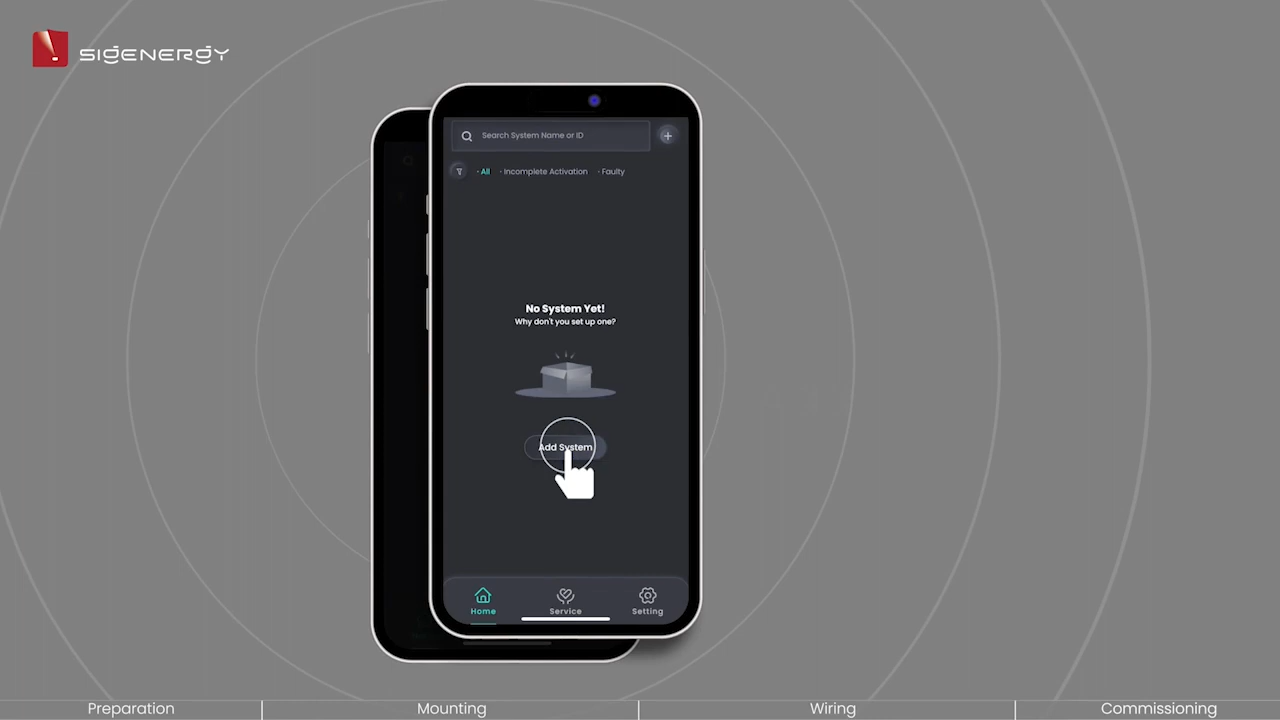 SIGENERGY
Search System Name or ID
· All · Incomplete Activation · Faulty
No System Yet!
Why don't you set up one?
Add System
Home Service Setting
Preparation Mounting Wiring Commissioning